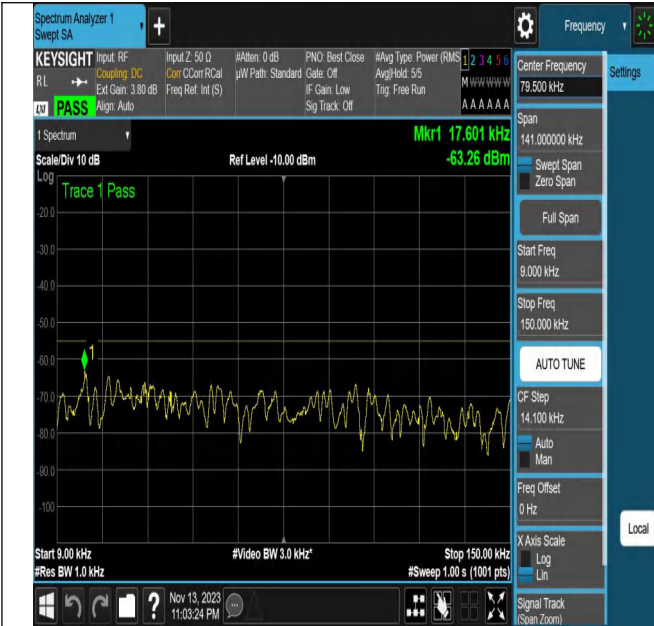 Spectrum Analyzer 1
Swept SA
+
Frequency
KEYSIGHT
RL
LXI PASS
Input: RF
Coupling: DC
Ext Gain: 3.80 dB
Align: Auto
Input Z: 50 Ω
Corr CCorr RCal
Freq Ref: Int (S)
#Atten: 0 dB
µW Path: Standard
PNO: Best Close
Gate: Off
IF Gain: Low
Sig Track: Off
#Avg Type: Power (RMS
Avg|Hold: 5/5
Trig: Free Run
1 2 3 4 5 6
M W W W W W
A A A A A A
1 Spectrum
Scale/Div 10 dB
Ref Level -10.00 dBm
Mkr1 17.601 kHz
-63.26 dBm
Log
Trace 1 Pass
-20.0
-30.0
-40.0
-50.0
-60.0
1
-70.0
-80.0
-90.0
-100
Start 9.00 kHz
#Video BW 3.0 kHz*
Stop 150.00 kHz
#Res BW 1.0 kHz
#Sweep 1.00 s (1001 pts)
?
Nov 13, 2023
11:03:24 PM
Center Frequency
79.500 kHz
Settings
Span
141.000000 kHz
Swept Span
Zero Span
Full Span
Start Freq
9.000 kHz
Stop Freq
150.000 kHz
AUTO TUNE
CF Step
14.100 kHz
Auto
Man
Freq Offset
0 Hz
Local
X Axis Scale
Log
Lin
Signal Track
(Span Zoom)